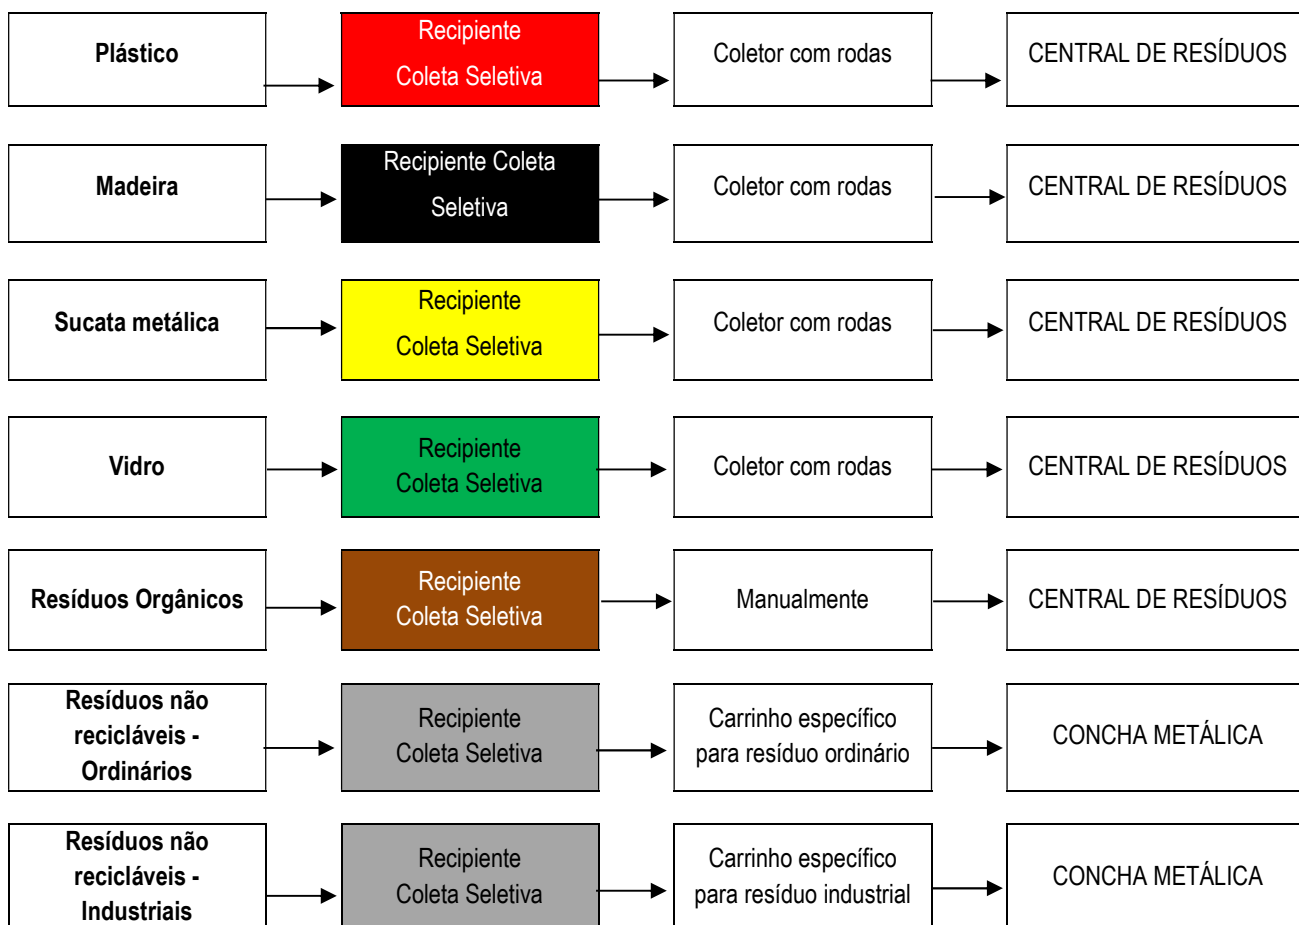 Plástico
Recipiente
Coleta Seletiva
Coletor com rodas
CENTRAL DE RESÍDUOS
Madeira
Recipiente Coleta
Seletiva
Coletor com rodas
CENTRAL DE RESÍDUOS
Sucata metálica
Recipiente
Coleta Seletiva
Coletor com rodas
CENTRAL DE RESÍDUOS
Vidro
Recipiente
Coleta Seletiva
Coletor com rodas
CENTRAL DE RESÍDUOS
Resíduos Orgânicos
Recipiente
Coleta Seletiva
Manualmente
CENTRAL DE RESÍDUOS
Resíduos não
recicláveis -
Ordinários
Recipiente
Coleta Seletiva
Carrinho específico
para resíduo ordinário
CONCHA METÁLICA
Resíduos não
recicláveis -
Industriais
Recipiente
Coleta Seletiva
Carrinho específico
para resíduo industrial
CONCHA METÁLICA